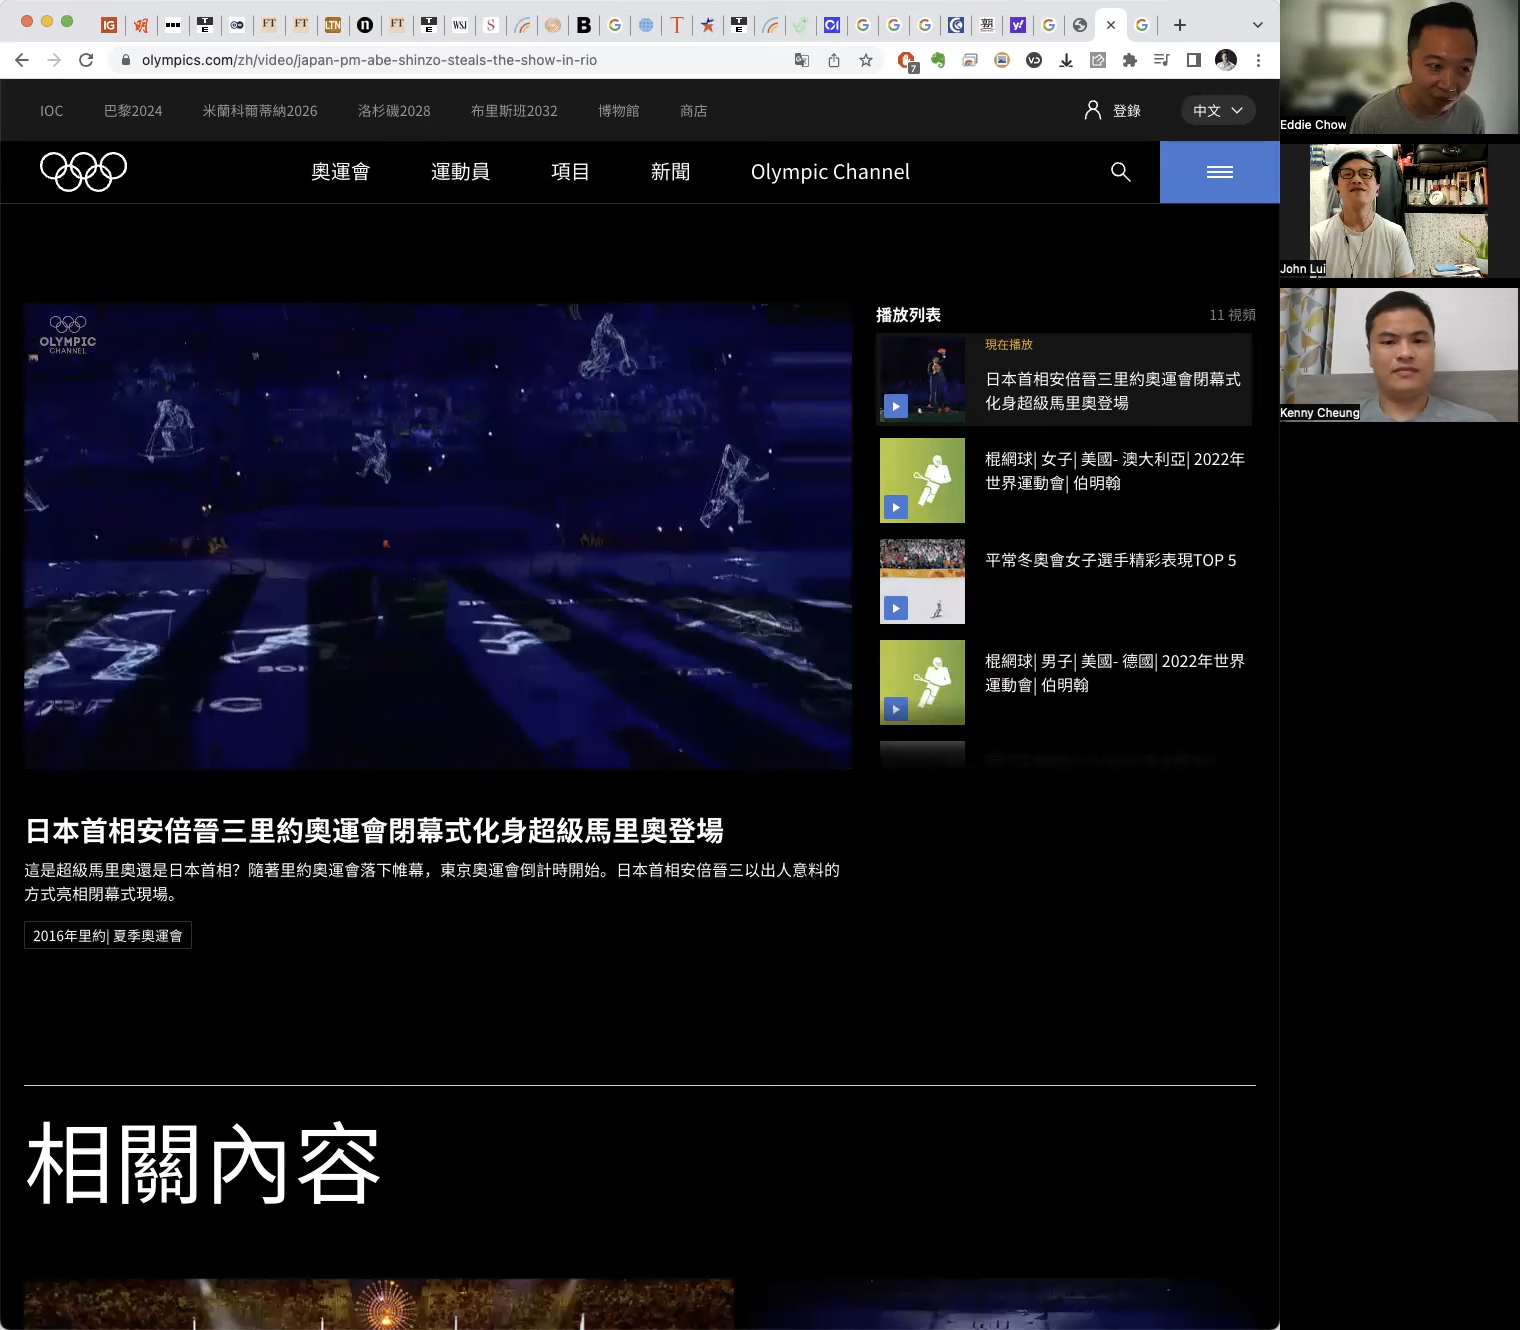 IG
明
T
E
FT
FT
LTN
n
FT
T
E
WSJ
S
B
G
T
T
E
G
G
G
塑
y!
G
G
olympics.com/zh/video/japan-pm-abe-shinzo-steals-the-show-in-rio
7
VD
IOC
巴黎2024
米蘭科爾蒂納2026
洛杉磯2028
布里斯班2032
博物館
商店
登錄
中文
奧運會
運動員
項目
新聞
Olympic Channel
OLYMPIC
CHANNEL
播放列表
11 視頻
現在播放
日本首相安倍晉三里約奧運會閉幕式
化身超級馬里奧登場
棍網球| 女子| 美國- 澳大利亞| 2022年
世界運動會| 伯明翰
平常冬奧會女子選手精彩表現TOP 5
棍網球| 男子| 美國- 德國| 2022年世界
運動會| 伯明翰
日本首相安倍晉三里約奧運會閉幕式化身超級馬里奧登場
這是超級馬里奧還是日本首相？隨著里約奧運會落下帷幕，東京奧運會倒計時開始。日本首相安倍晉三以出人意料的
方式亮相閉幕式現場。
2016年里約| 夏季奧運會
相關內容
Eddie Chow
John Lui
Kenny Cheung